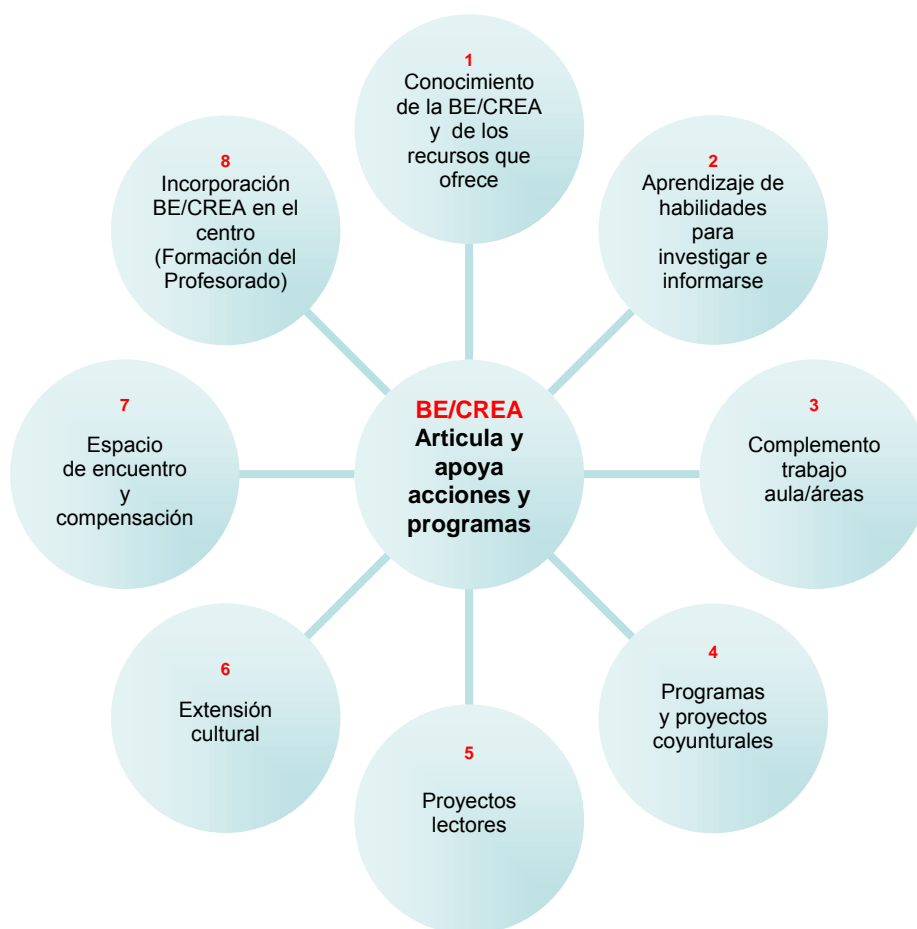 1
Conocimiento
de la BE/CREA
y de los
recursos que
ofrece
2
Aprendizaje de
habilidades
para
investigar e
informarse
3
Complemento
trabajo
aula/áreas
4
Programas
y proyectos
coyunturales
5
Proyectos
lectores
6
Extensión
cultural
7
Espacio
de encuentro
y
compensación
8
Incorporación
BE/CREA en el
centro
(Formación del
Profesorado)
BE/CREA
Articula y
apoya
acciones y
programas